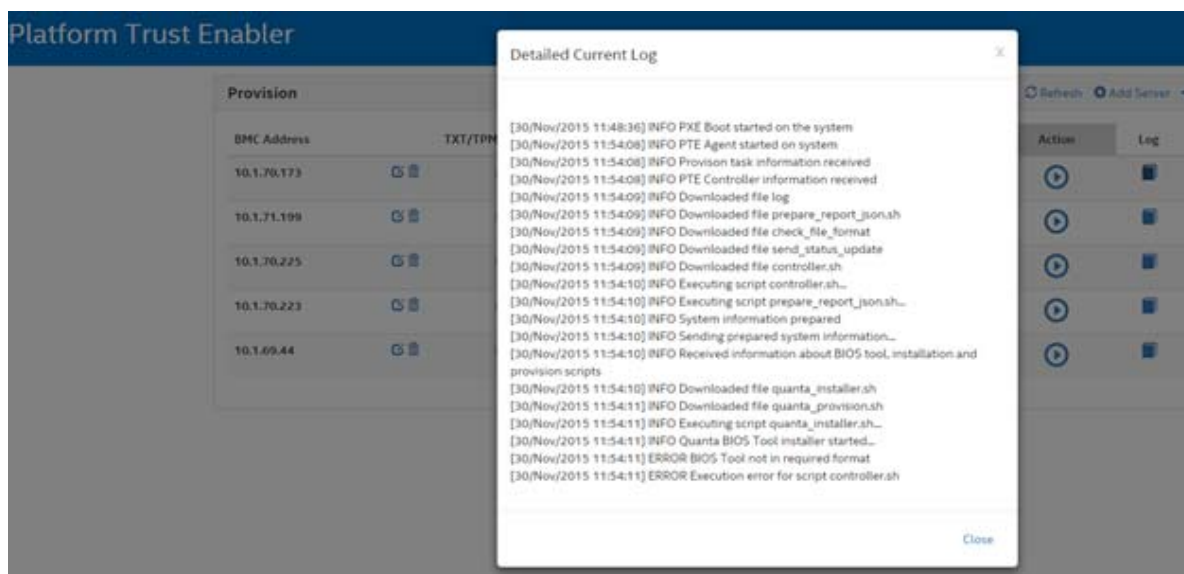 Platform Trust Enabler
Detailed Current Log
X
Provision
Refresh Add Server
BMC Address TXT/TPM Action Log
10.1.70.173
10.1.71.199
10.1.70.225
10.1.70.223
10.1.69.44
[30/Nov/2015 11:48:36] INFO PXE Boot started on the system
[30/Nov/2015 11:54:08] INFO PTE Agent started on system
[30/Nov/2015 11:54:08] INFO Provison task information received
[30/Nov/2015 11:54:08] INFO PTE Controller information received
[30/Nov/2015 11:54:09] INFO Downloaded file log
[30/Nov/2015 11:54:09] INFO Downloaded file prepare_report_json.sh
[30/Nov/2015 11:54:09] INFO Downloaded file check_file_format
[30/Nov/2015 11:54:09] INFO Downloaded file send_status_update
[30/Nov/2015 11:54:09] INFO Downloaded file controller.sh
[30/Nov/2015 11:54:10] INFO Executing script controller.sh...
[30/Nov/2015 11:54:10] INFO Executing script prepare_report_json.sh...
[30/Nov/2015 11:54:10] INFO System information prepared
[30/Nov/2015 11:54:10] INFO Sending prepared system information...
[30/Nov/2015 11:54:10] INFO Received information about BIOS tool, installation and
provision scripts
[30/Nov/2015 11:54:10] INFO Downloaded file quanta_installer.sh
[30/Nov/2015 11:54:11] INFO Downloaded file quanta_provision.sh
[30/Nov/2015 11:54:11] INFO Executing script quanta_installer.sh...
[30/Nov/2015 11:54:11] INFO Quanta BIOS Tool installer started...
[30/Nov/2015 11:54:11] ERROR BIOS Tool not in required format
[30/Nov/2015 11:54:11] ERROR Execution error for script controller.sh
Close